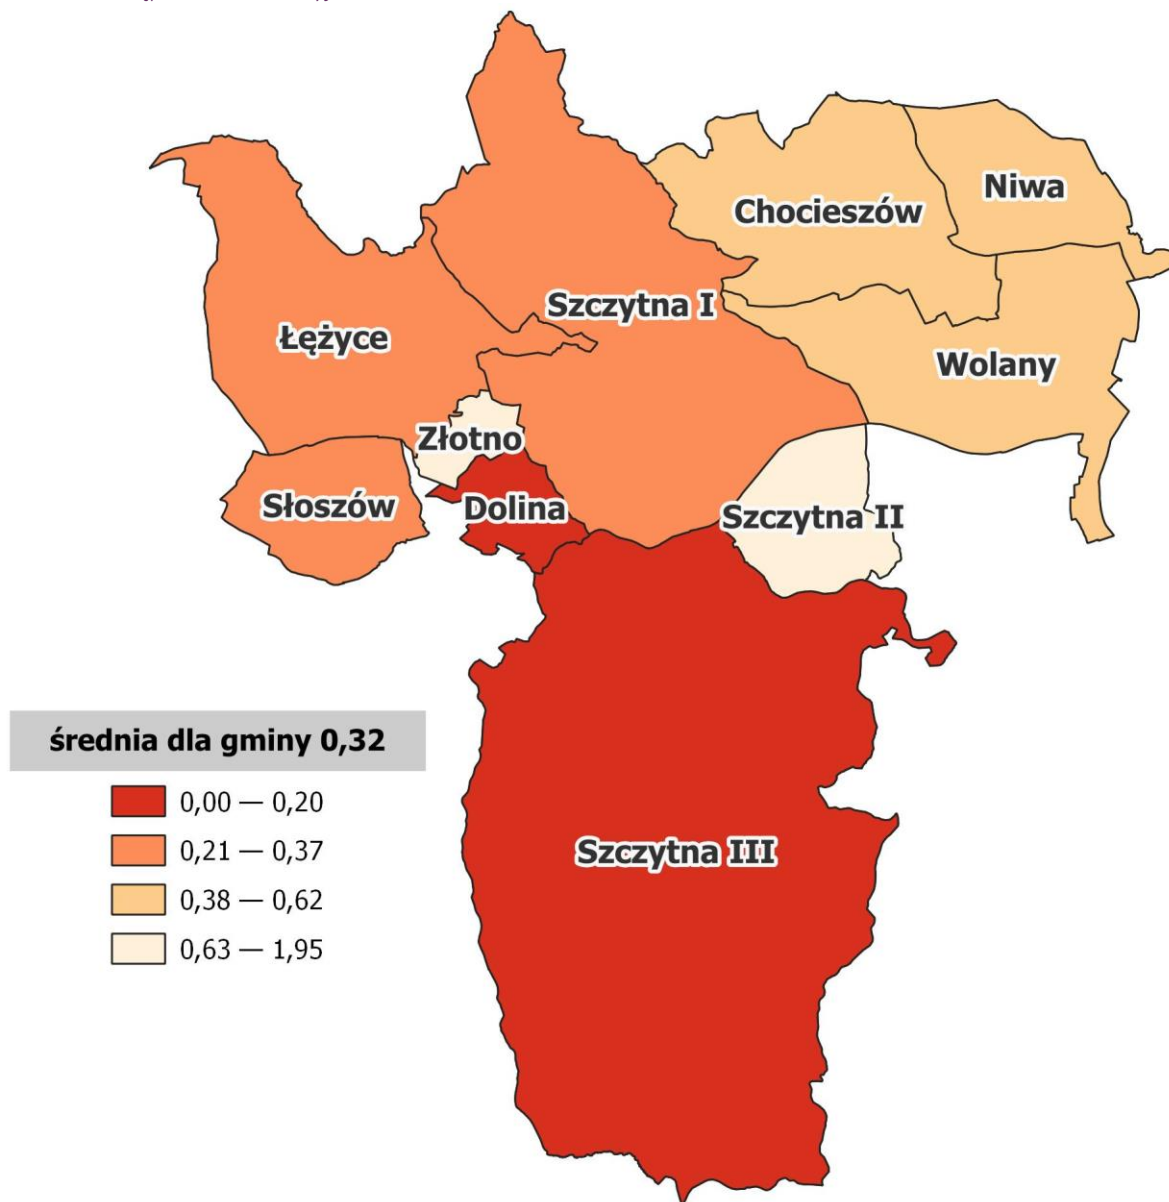 Niwa
Chocieszów
Szczytna I
Łężyce
Wolany
Złotno
Słoszów
Dolina
Szczytna II
średnia dla gminy 0,32
0,00 — 0,20
0,21 — 0,37
Szczytna III
0,38 — 0,62
0,63 — 1,95